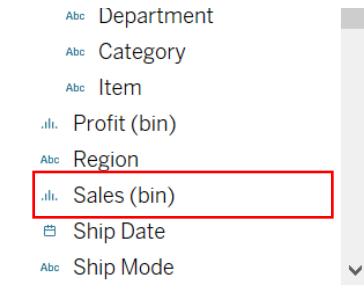 Abc Department
Abc Category
Abc Item
Profit (bin)
Abc Region
Sales (bin)
Ship Date
Abc Ship Mode